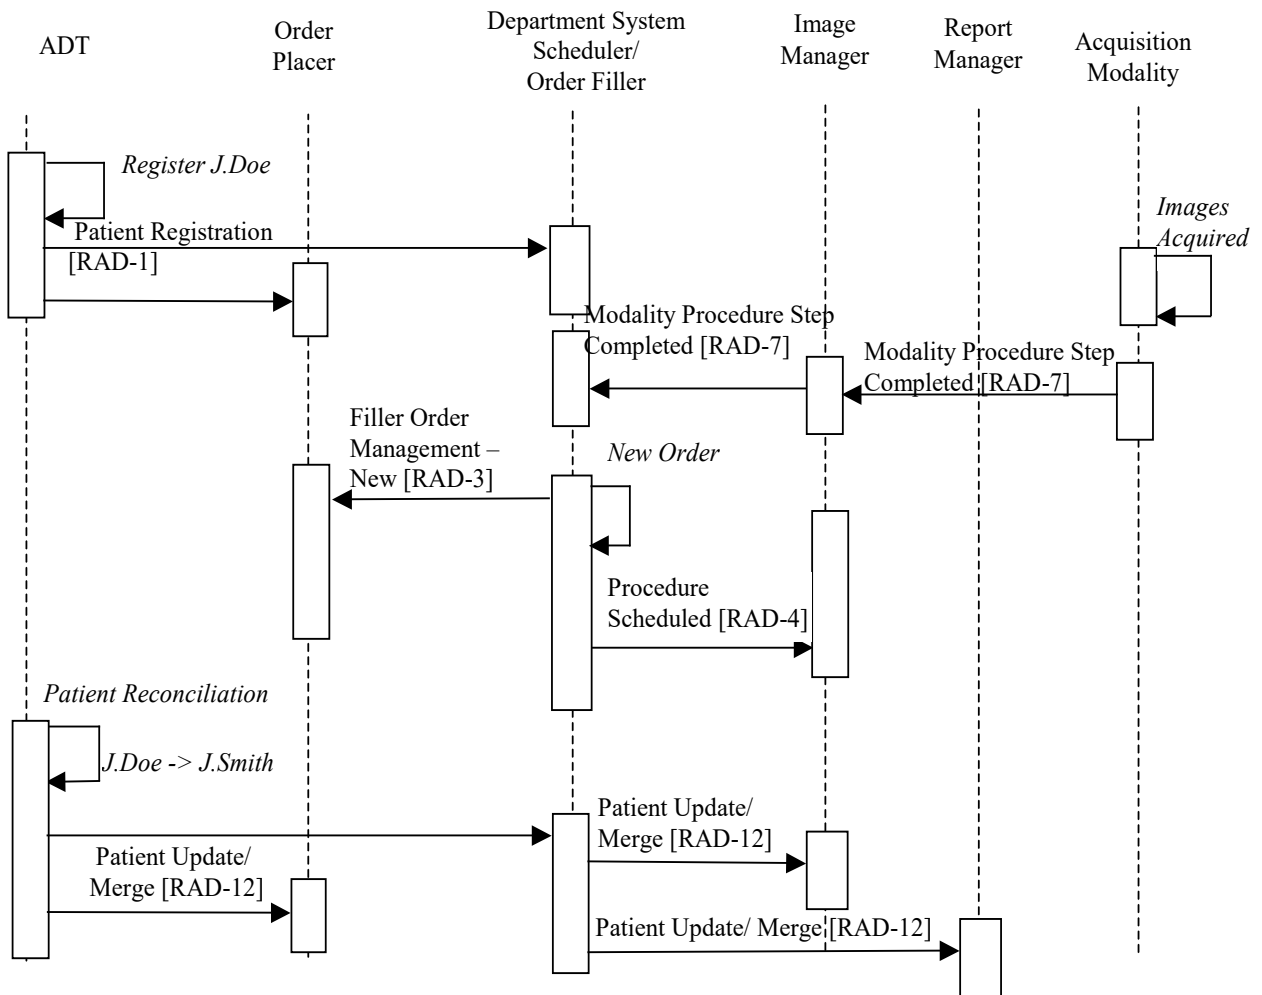 ADT
Order
Placer
Department System
Scheduler/
Order Filler
Image
Manager
Report
Manager
Acquisition
Modality
Register J.Doe
Patient Registration
[RAD-1]
Images
Acquired
Modality Procedure Step
Completed [RAD-7]
Modality Procedure Step
Completed [RAD-7]
Filler Order
Management –
New [RAD-3]
New Order
Procedure
Scheduled [RAD-4]
Patient Reconciliation
J.Doe -> J.Smith
Patient Update/
Merge [RAD-12]
Patient Update/
Merge [RAD-12]
Patient Update/ Merge [RAD-12]